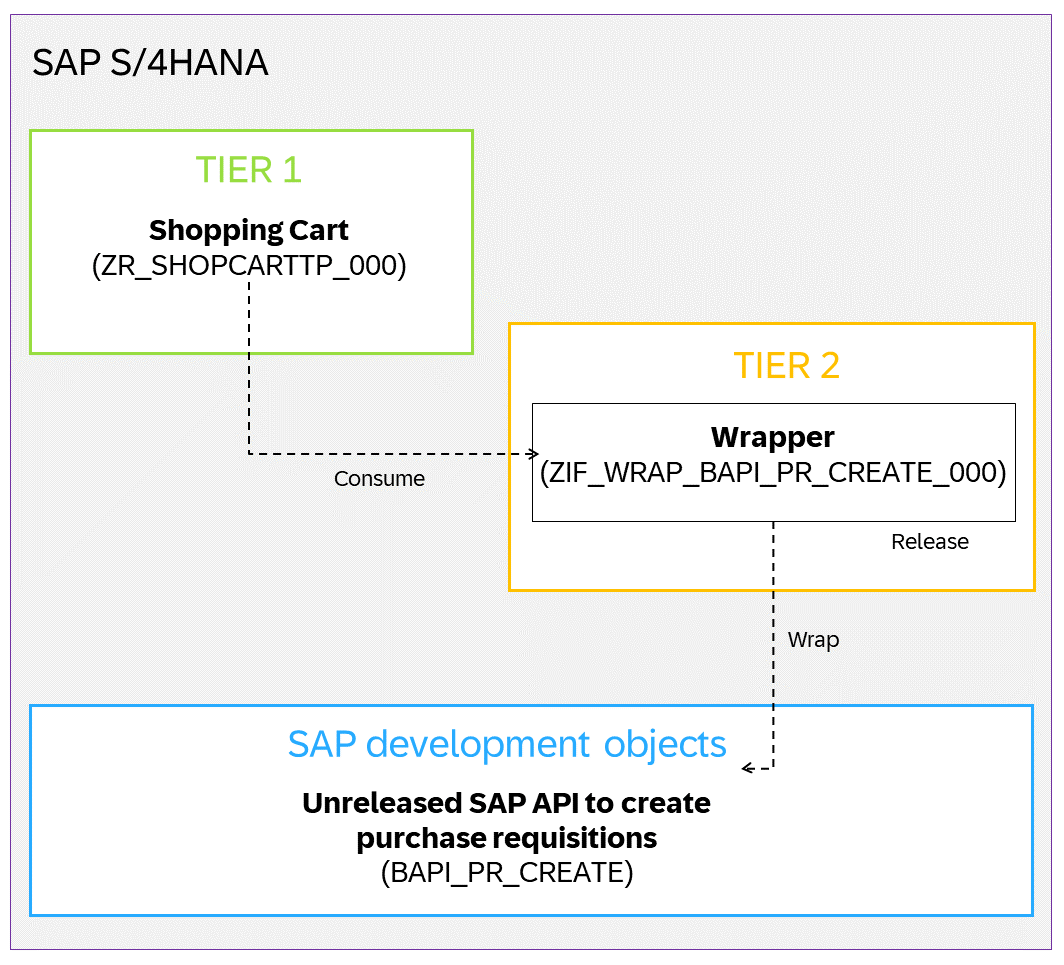 SAP S/4HANA
TIER 1
Shopping Cart
(ZR_SHOPCARTTP_000)
TIER 2
Wrapper
(ZIF_WRAP_BAPI_PR_CREATE_000)
Consume
Release
Wrap
SAP development objects
Unreleased SAP API to create
purchase requisitions
(BAPI_PR_CREATE)